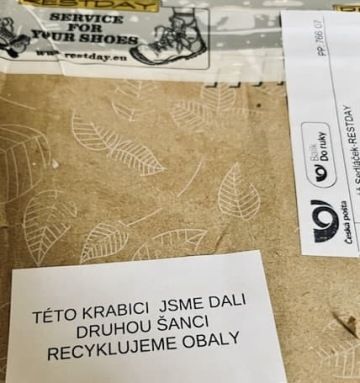 RESTDAY
SERVICE
FOR
YOUR SHOES
www.restday.eu
PP 766 07
Sedláček-RESTDAY
Balík
Do ruky
Česká pošta
TÉTO KRABICI JSME DALI
DRUHOU ŠANCI
RECYKLUJEME OBALY